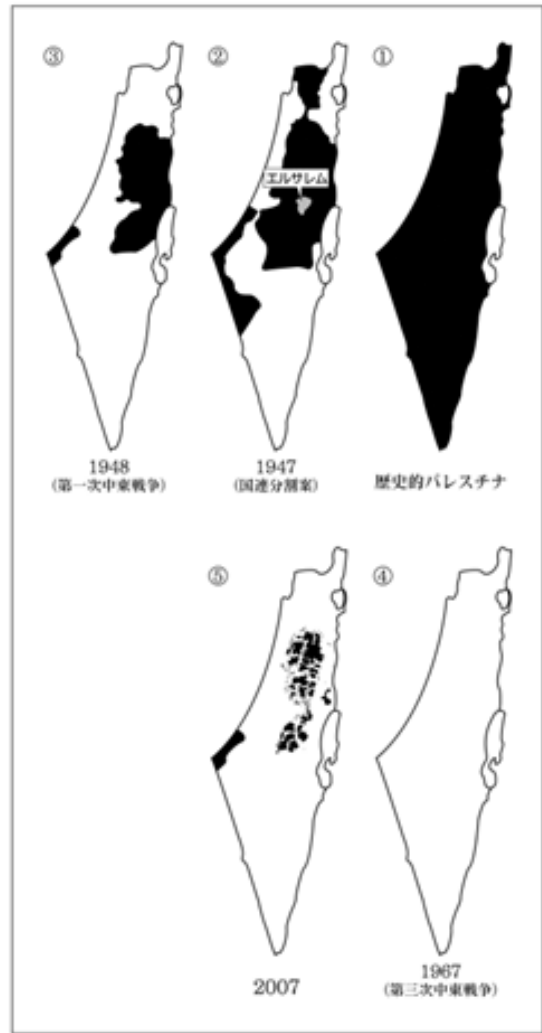 ①
歴史的パレスチナ
②
エルサレム
1947
(国連分割案)
③
1948
(第一次中東戦争)
④
1967
(第三次中東戦争)
⑤
2007